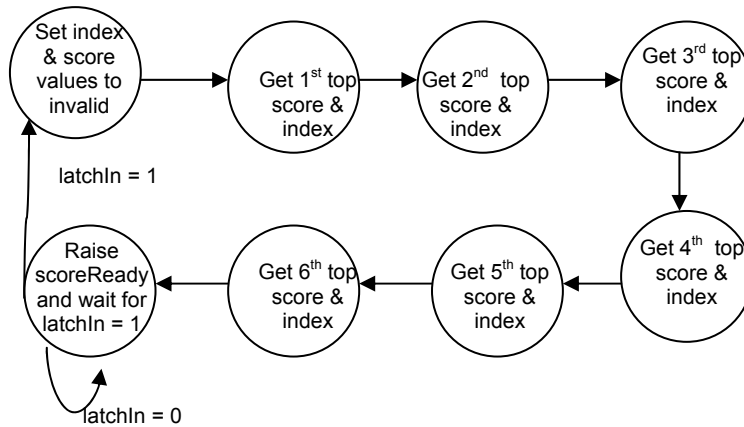 Set index
& score
values to
invalid
Get 1st top
score &
index
Get 2nd top
score &
index
Get 3rd top
score &
index
latchIn = 1
Raise
scoreReady
and wait for
latchIn = 1
Get 6th top
score &
index
Get 5th top
score &
index
Get 4th top
score &
index
latchIn = 0